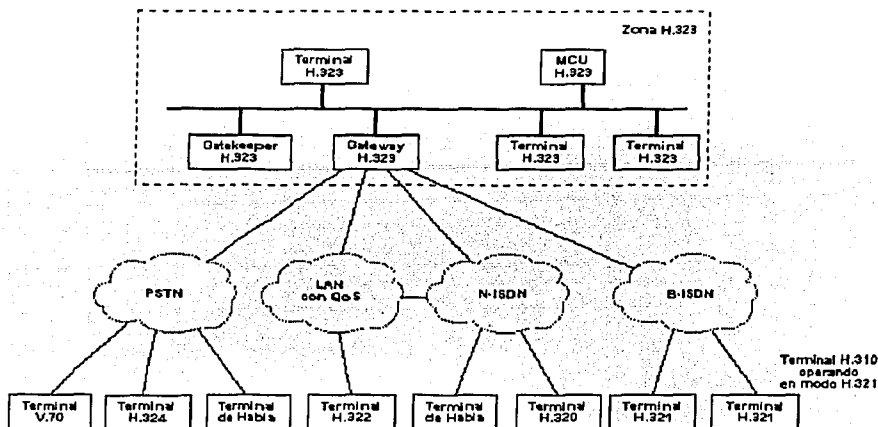 Zona H.323
Terminal
H.323
MCU
H.323
Gatekeeper
H.323
Gateway
H.323
Terminal
H.323
Terminal
H.323
PSTN
LAN
con QoS
N-ISDN
B-ISDN
Terminal H.310
operando
en modo H.321
Terminal
V.70
Terminal
H.324
Terminal
de Habla
Terminal
H.322
Terminal
de Habla
Terminal
H.320
Terminal
H.321
Terminal
H.321